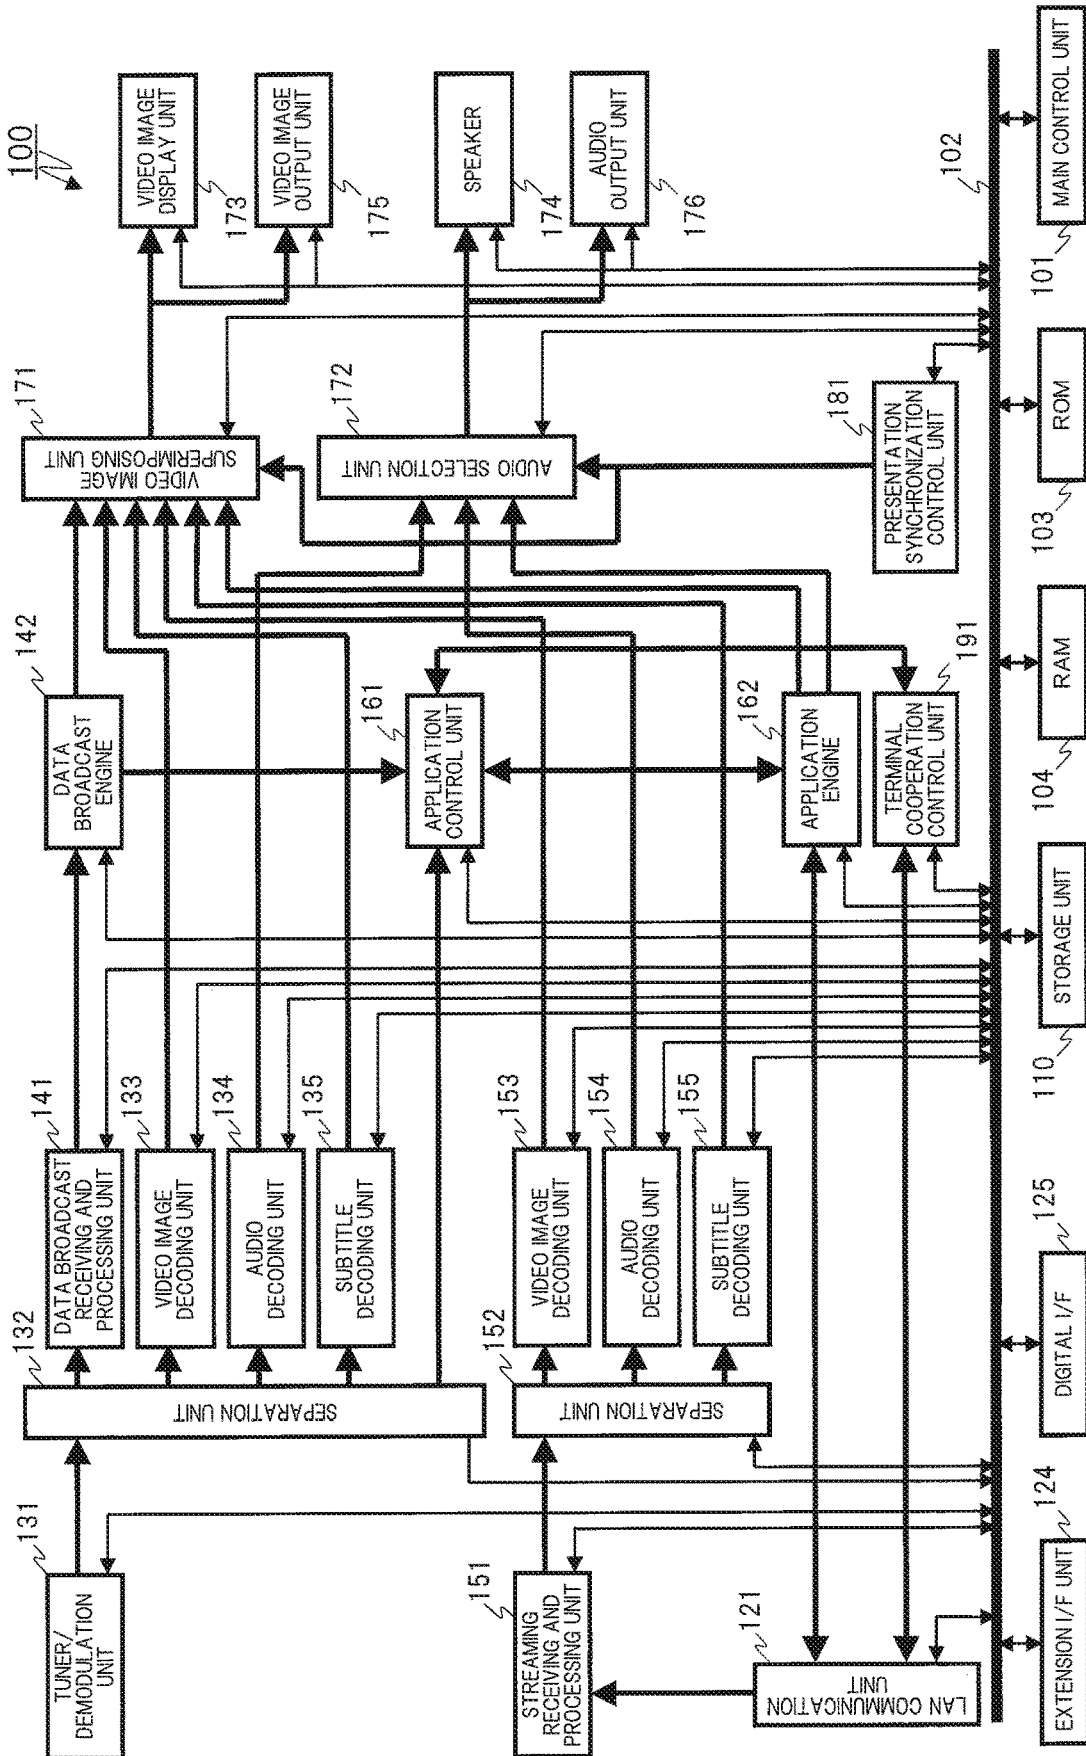 100
TUNER/
DEMODULATION
UNIT
131
SEPARATION UNIT
132
DATA BROADCAST
RECEIVING AND
PROCESSING UNIT
141
VIDEO IMAGE
DECODING UNIT
133
AUDIO
DECODING UNIT
134
SUBTITLE
DECODING UNIT
135
DATA
BROADCAST
ENGINE
142
VIDEO IMAGE
SUPERIMPOSING UNIT
171
VIDEO IMAGE
DISPLAY UNIT
173
VIDEO IMAGE
OUTPUT UNIT
175
APPLICATION
CONTROL UNIT
161
AUDIO SELECTION UNIT
172
SPEAKER
174
AUDIO
OUTPUT UNIT
176
STREAMING
RECEIVING AND
PROCESSING UNIT
151
SEPARATION UNIT
152
VIDEO IMAGE
DECODING UNIT
153
AUDIO
DECODING UNIT
154
SUBTITLE
DECODING UNIT
155
LAN COMMUNICATION
UNIT
121
APPLICATION
ENGINE
162
TERMINAL
COOPERATION
CONTROL UNIT
191
PRESENTATION
SYNCHRONIZATION
CONTROL UNIT
181
102
EXTENSION I/F UNIT
124
DIGITAL I/F
125
STORAGE UNIT
110
RAM
104
ROM
103
MAIN CONTROL UNIT
101